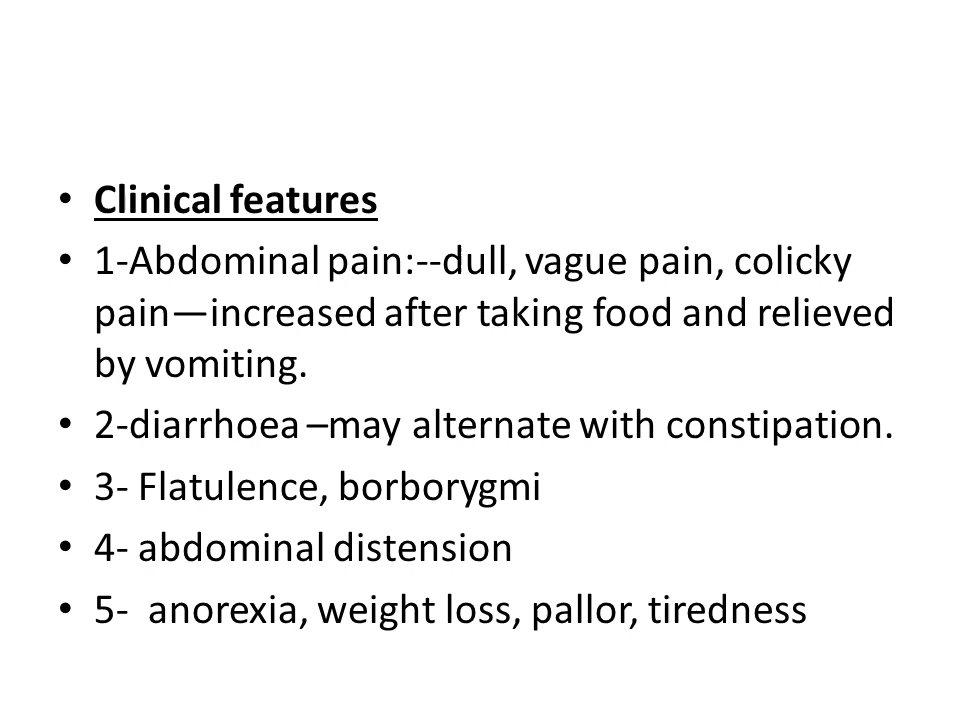 • Clinical features
• 1-Abdominal pain:--dull, vague pain, colicky
pain—increased after taking food and relieved
by vomiting.
• 2-diarrhoea –may alternate with constipation.
• 3- Flatulence, borborygmi
• 4- abdominal distension
• 5-  anorexia, weight loss, pallor, tiredness